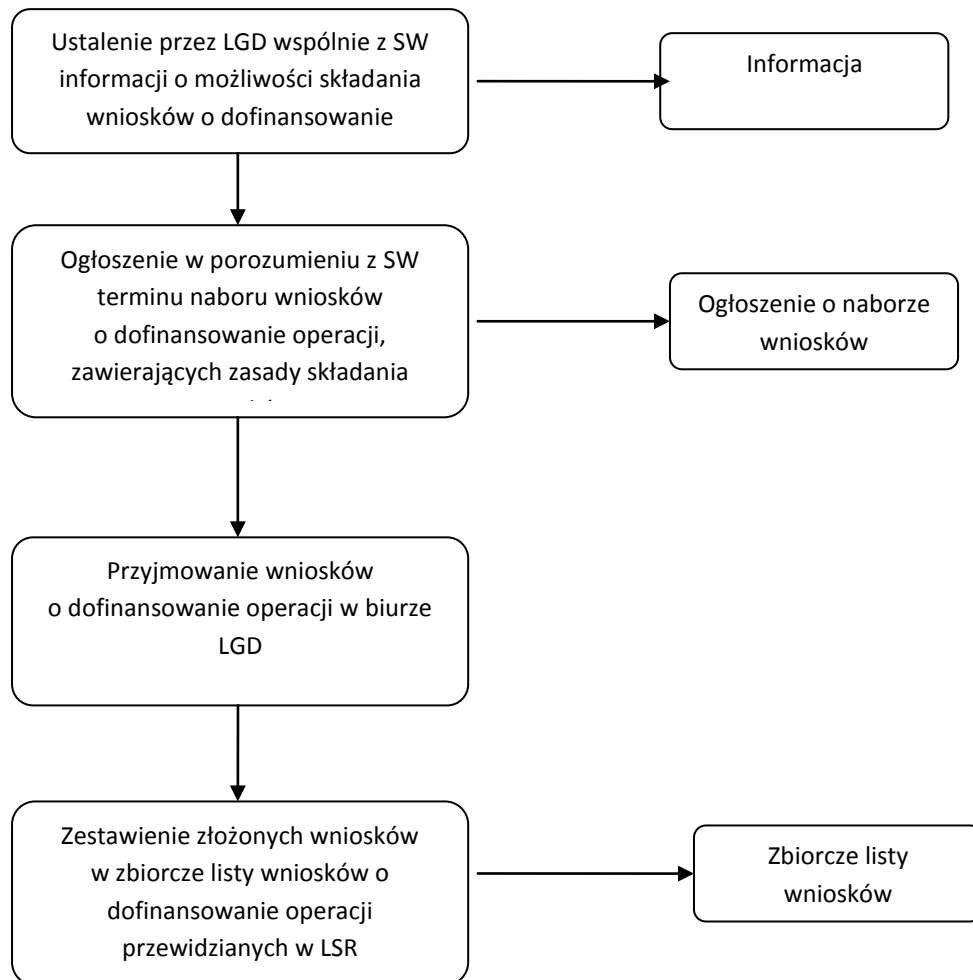 Ustalenie przez LGD wspólnie z SW
informacji o możliwości składania
wniosków o dofinansowanie
Informacja
Ogłoszenie w porozumieniu z SW
terminu naboru wniosków
o dofinansowanie operacji,
zawierających zasady składania
Ogłoszenie o naborze
wniosków
Przyjmowanie wniosków
o dofinansowanie operacji w biurze
LGD
Zestawienie złożonych wniosków
w zbiorcze listy wniosków o
dofinansowanie operacji
przewidzianych w LSR
Zbiorcze listy
wniosków